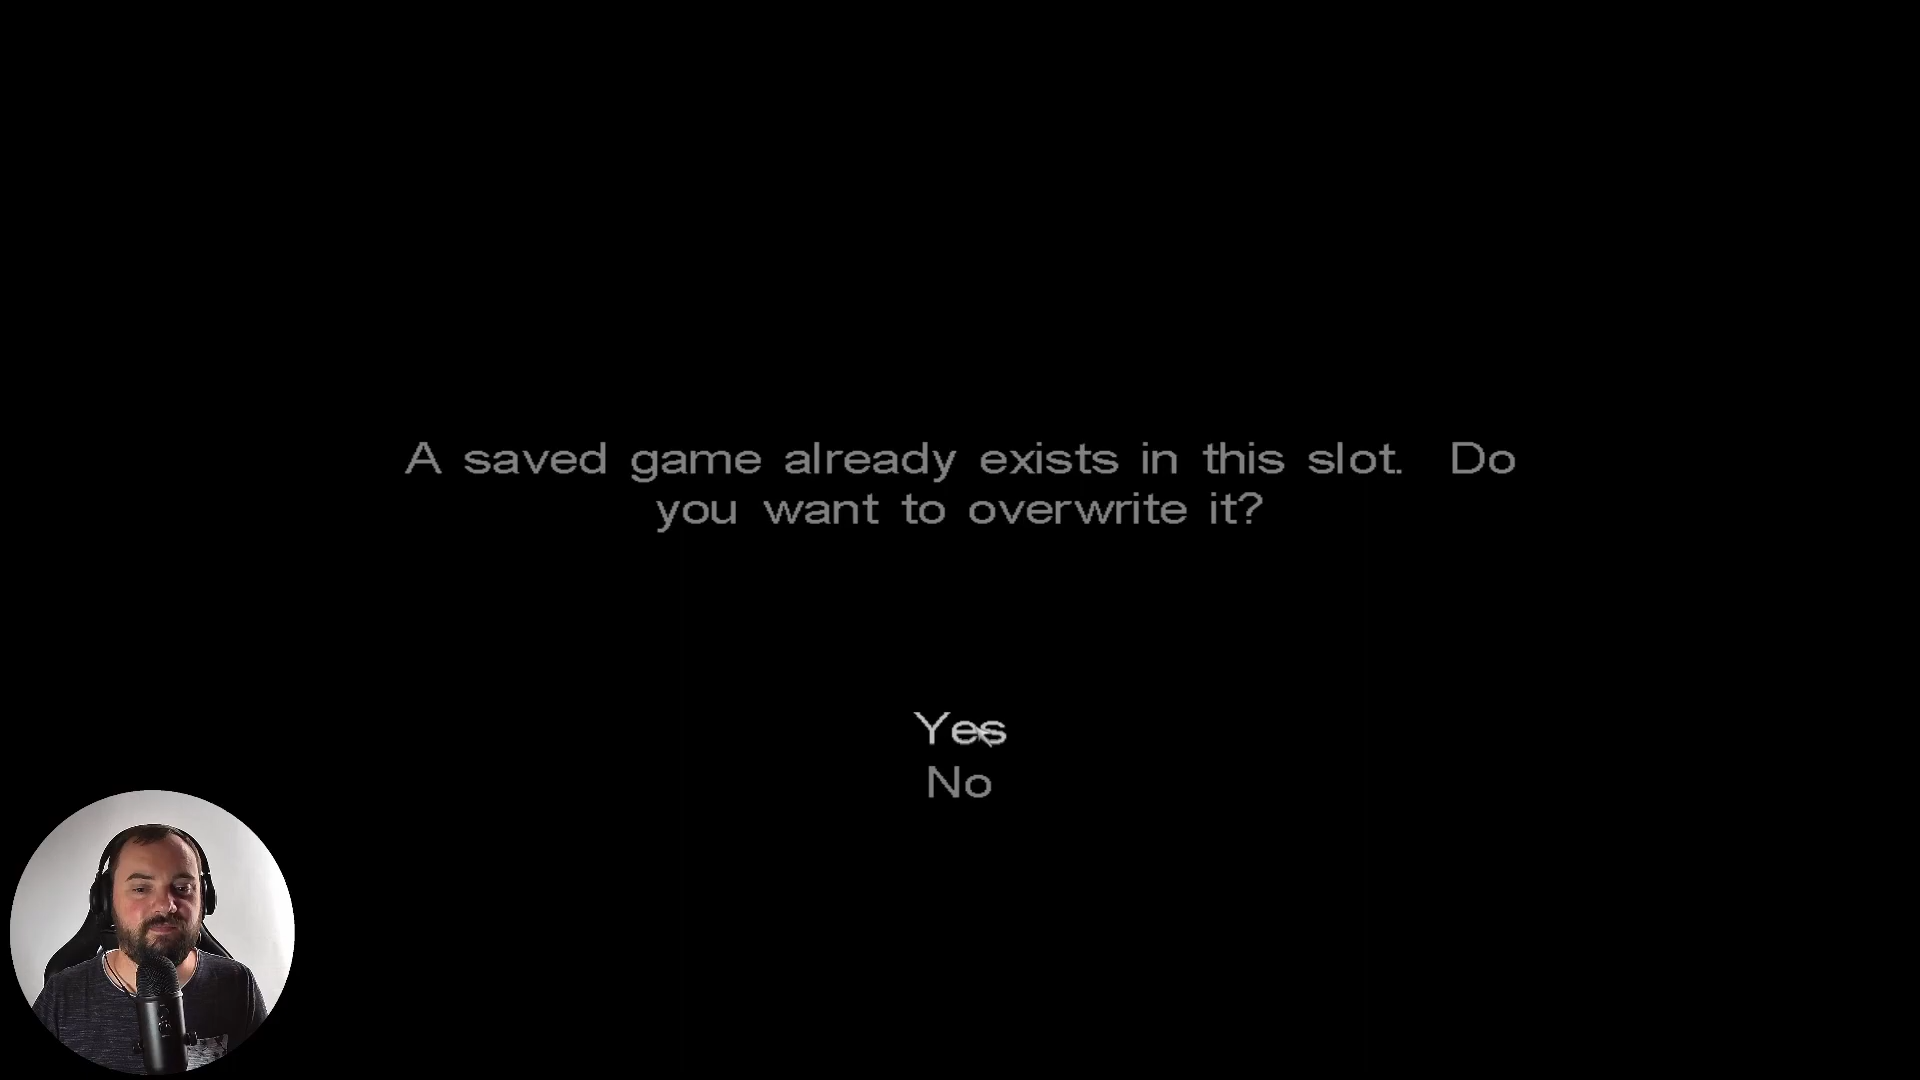 A saved game already exists in this slot.  Do
you want to overwrite it?
Yes
No